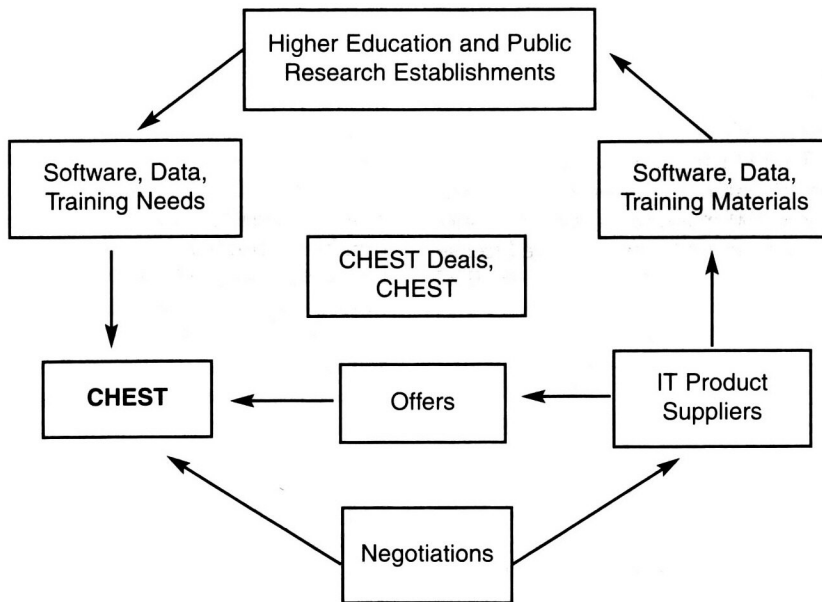 Higher Education and Public
Research Establishments
Software, Data,
Training Needs
Software, Data,
Training Materials
CHEST Deals,
CHEST
CHEST
Offers
IT Product
Suppliers
Negotiations